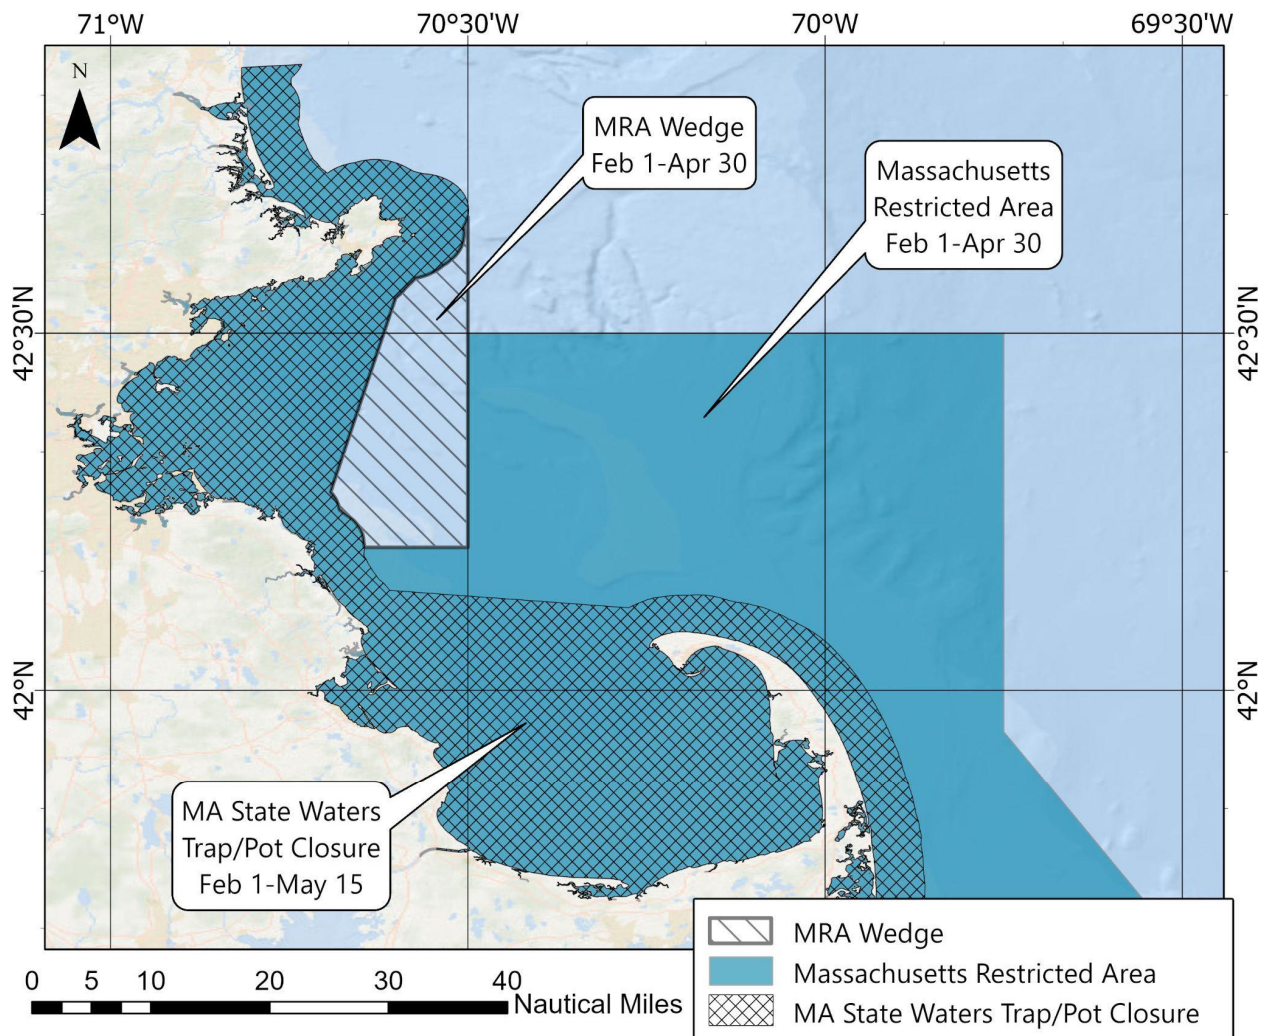 71°W 70°30'W 70°W 69°30'W
N
MRA Wedge
Feb 1-Apr 30
Massachusetts
Restricted Area
Feb 1-Apr 30
42°30'N 42°30'N
42°N 42°N
MA State Waters
Trap/Pot Closure
Feb 1-May 15
MRA Wedge
Massachusetts Restricted Area
MA State Waters Trap/Pot Closure
0 5 10 20 30 40
Nautical Miles